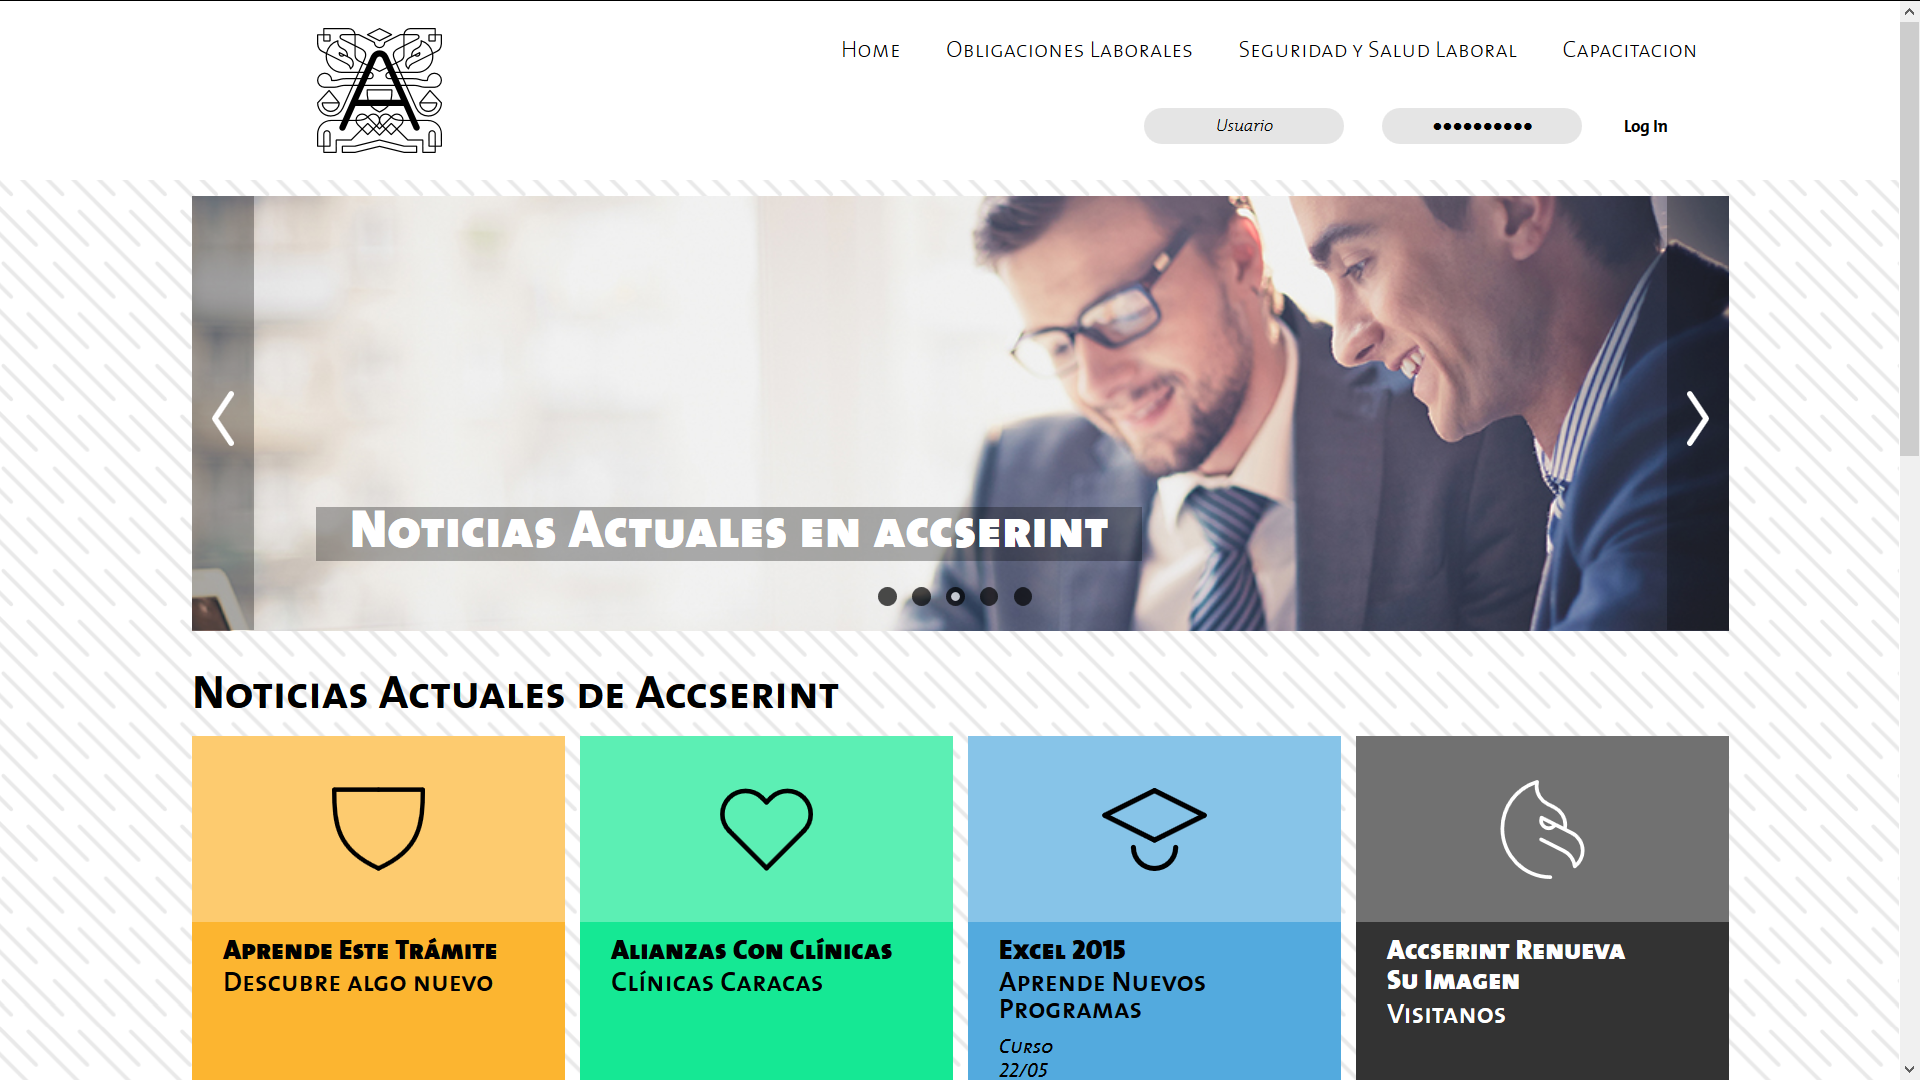 Home Obligaciones Laborales Seguridad y Salud Laboral Capacitacion
Usuario •••••••••• Log In
A
Noticias Actuales en accserint
Noticias Actuales de Accserint
Aprende Este Trámite
Descubre algo nuevo
Alianzas Con Clínicas
Clínicas Caracas
Excel 2015
Aprende Nuevos
Programas
Curso
22/05
Accserint Renueva
Su Imagen
Visitanos